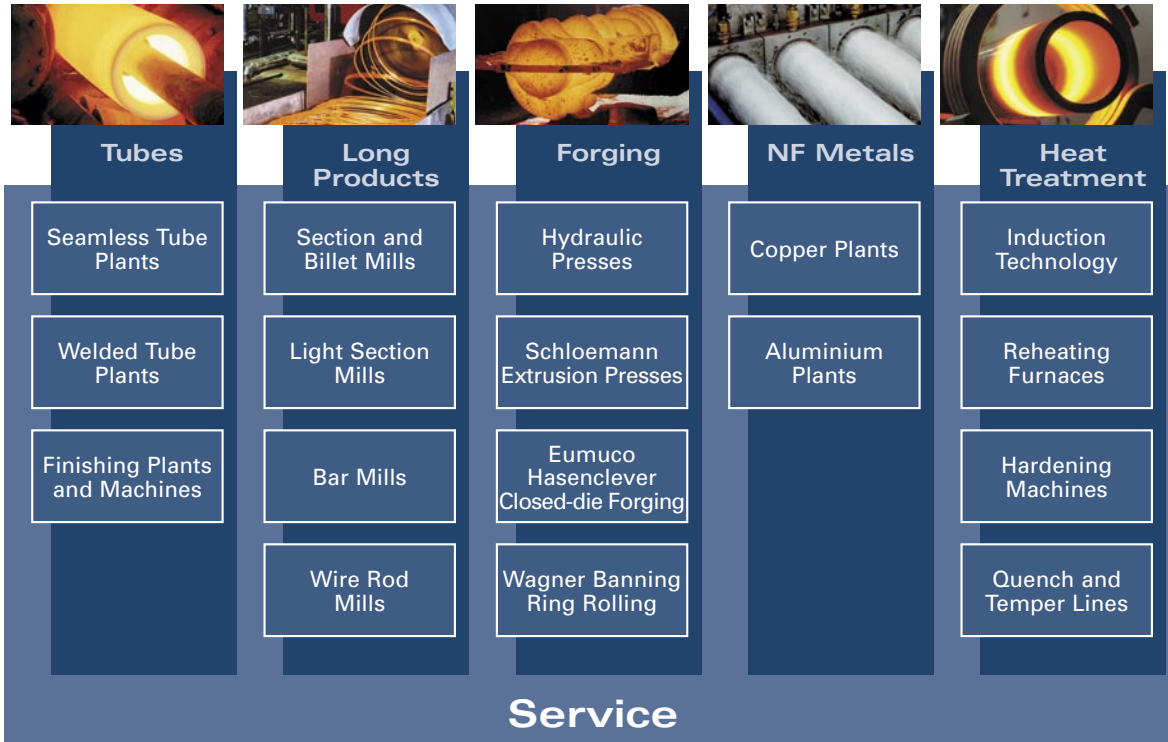 Tubes
Seamless Tube
Plants
Welded Tube
Plants
Finishing Plants
and Machines
Long
Products
Section and
Billet Mills
Light Section
Mills
Bar Mills
Wire Rod
Mills
Forging
Hydraulic
Presses
Schloemann
Extrusion Presses
Eumuco
Hasenclever
Closed-die Forging
Wagner Banning
Ring Rolling
NF Metals
Copper Plants
Aluminium
Plants
Heat
Treatment
Induction
Technology
Reheating
Furnaces
Hardening
Machines
Quench and
Temper Lines
Service